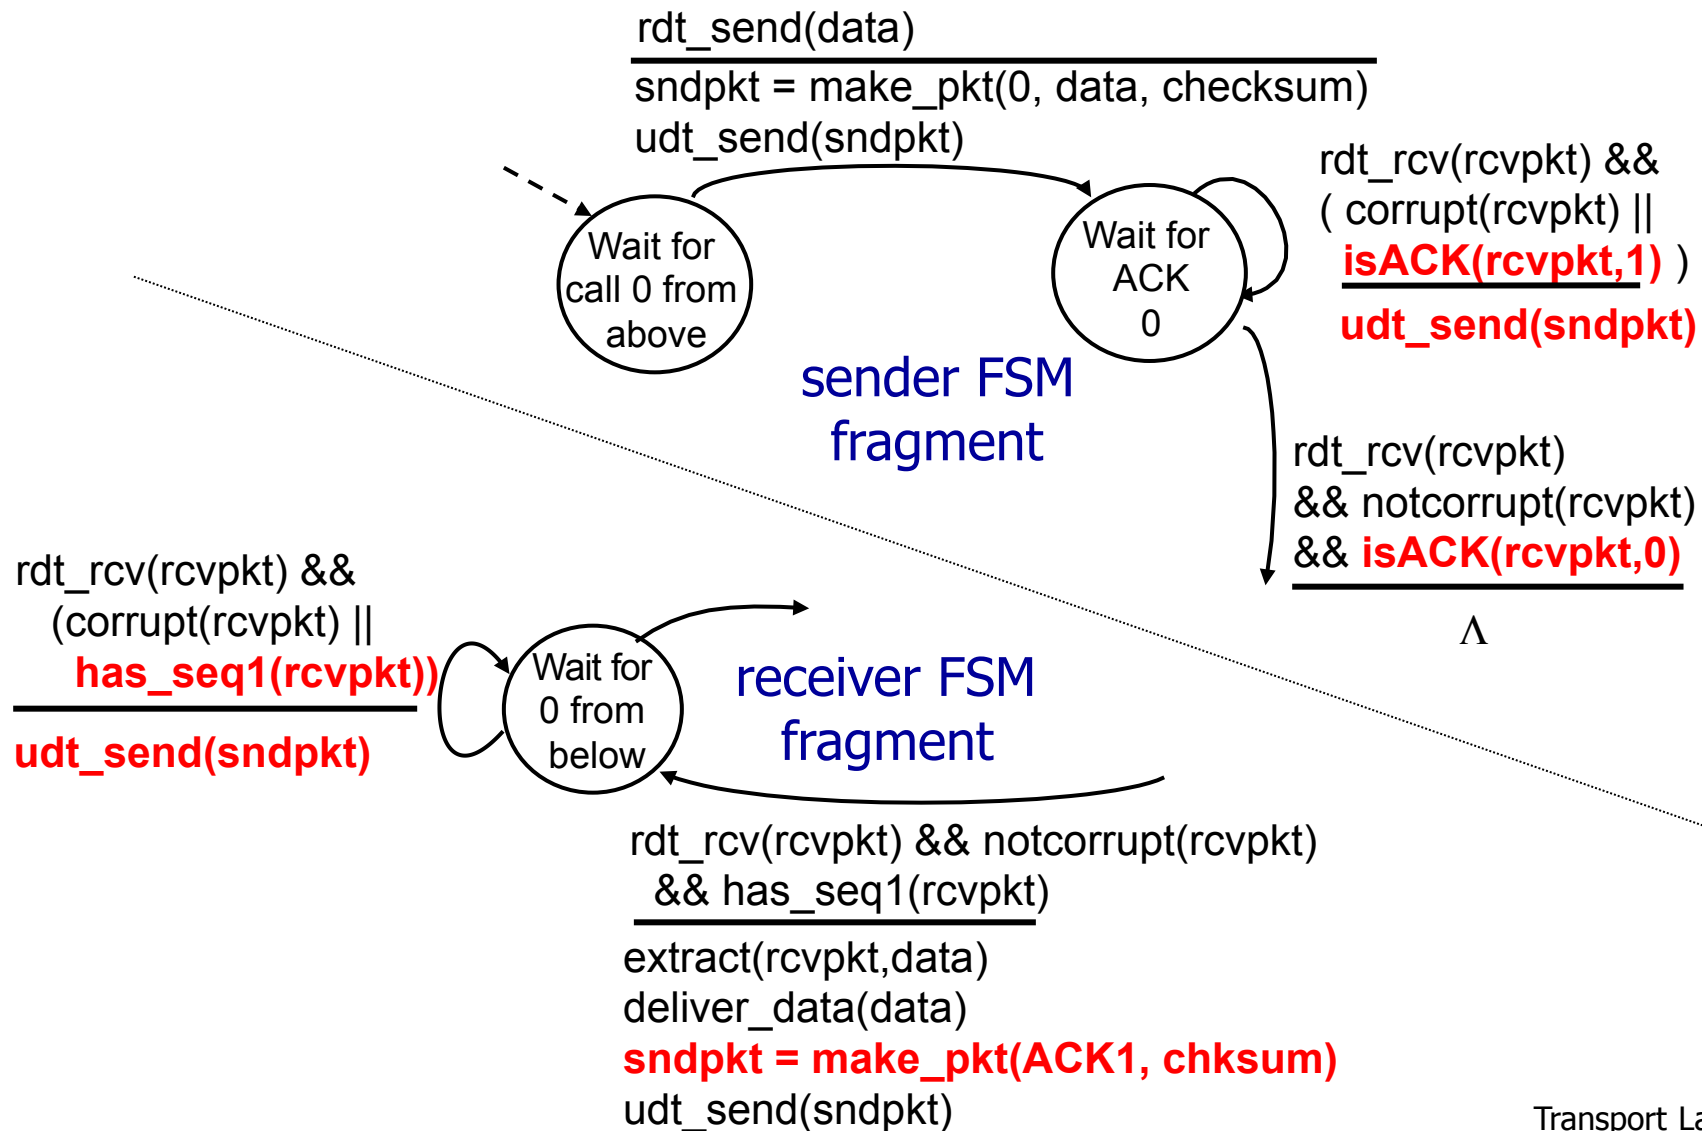 rdt_send(data)
sndpkt = make_pkt(0, data, checksum)
udt_send(sndpkt)
Wait for
call 0 from
above
Wait for
ACK
0
rdt_rcv(rcvpkt) &&
( corrupt(rcvpkt) ||
isACK(rcvpkt,1) )
udt_send(sndpkt)
sender FSM
fragment
rdt_rcv(rcvpkt)
&& notcorrupt(rcvpkt)
&& isACK(rcvpkt,0)
Λ
rdt_rcv(rcvpkt) &&
(corrupt(rcvpkt) ||
has_seq1(rcvpkt))
udt_send(sndpkt)
Wait for
0 from
below
receiver FSM
fragment
rdt_rcv(rcvpkt) && notcorrupt(rcvpkt)
&& has_seq1(rcvpkt)
extract(rcvpkt,data)
deliver_data(data)
sndpkt = make_pkt(ACK1, chksum)
udt_send(sndpkt)
Transport La